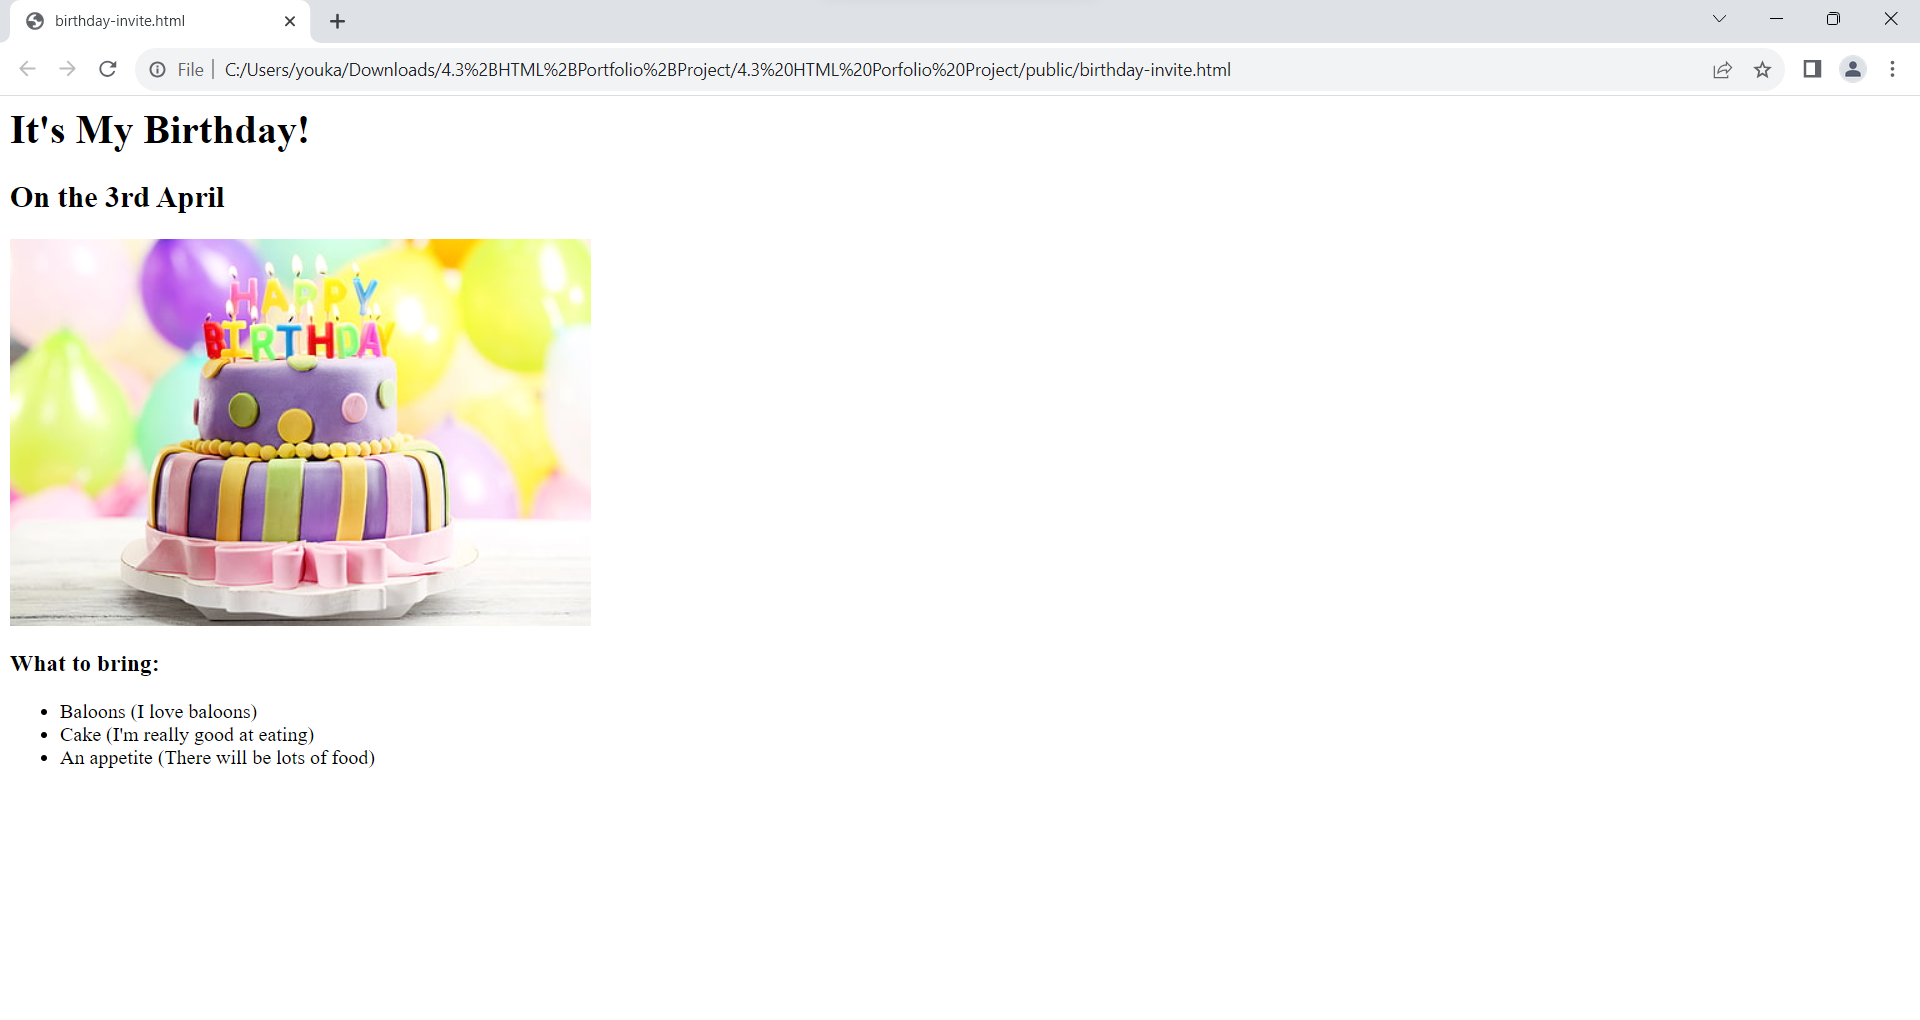 birthday-invite.html
File
C:/Users/youka/Downloads/4.3%2BHTML%2BPortfolio%2BProject/4.3%20HTML%20Porfolio%20Project/public/birthday-invite.html
It's My Birthday!
On the 3rd April
HAPPY
BIRTHDAY
What to bring:
Baloons (I love baloons)
Cake (I'm really good at eating)
An appetite (There will be lots of food)